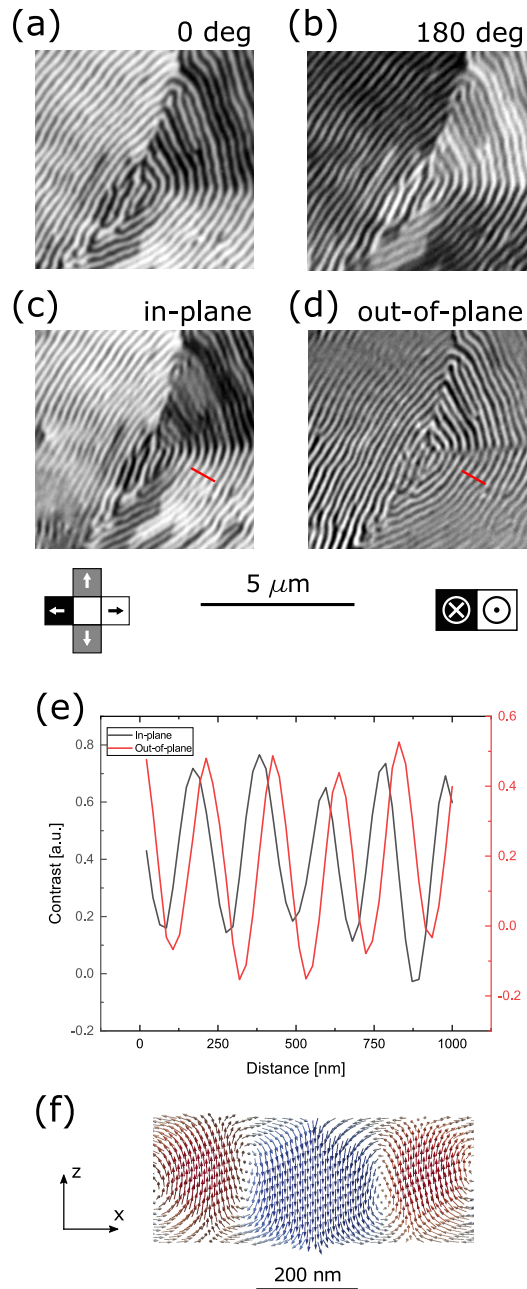 (a) 0 deg
(b) 180 deg
(c) in-plane
(d) out-of-plane
5 μm
(e)
In-plane
Out-of-plane
0.8
0.6
0.4
0.2
0.0
-0.2
Contrast [a.u.]
0.6
0.4
0.2
0.0
-0.2
0
250
500
750
1000
Distance [nm]
(f)
z
x
200 nm